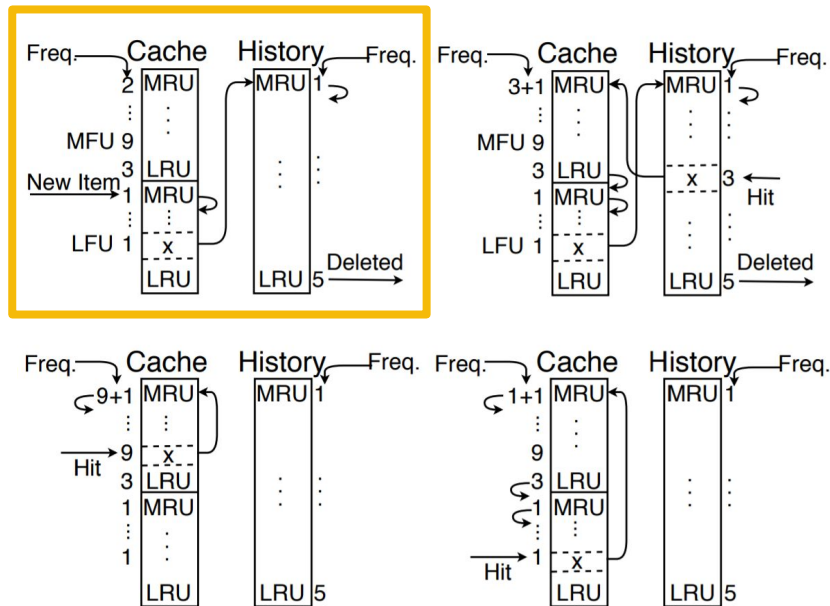 Freq. Cache History Freq.
2 MRU MRU 1
MFU 9
3 LRU
New Item 1 MRU
LFU 1 x
LRU LRU 5 Deleted
Freq. Cache History Freq.
3+1 MRU MRU 1
MFU 9
3 LRU x 3
1 MRU Hit
LFU 1 x
LRU LRU 5 Deleted
Freq. Cache History Freq.
9+1 MRU MRU 1
Hit 9 x
3 LRU
1 MRU
1
LRU LRU 5
Freq. Cache History Freq.
1+1 MRU MRU 1
9
3 LRU
1 MRU
Hit 1 x
LRU LRU 5